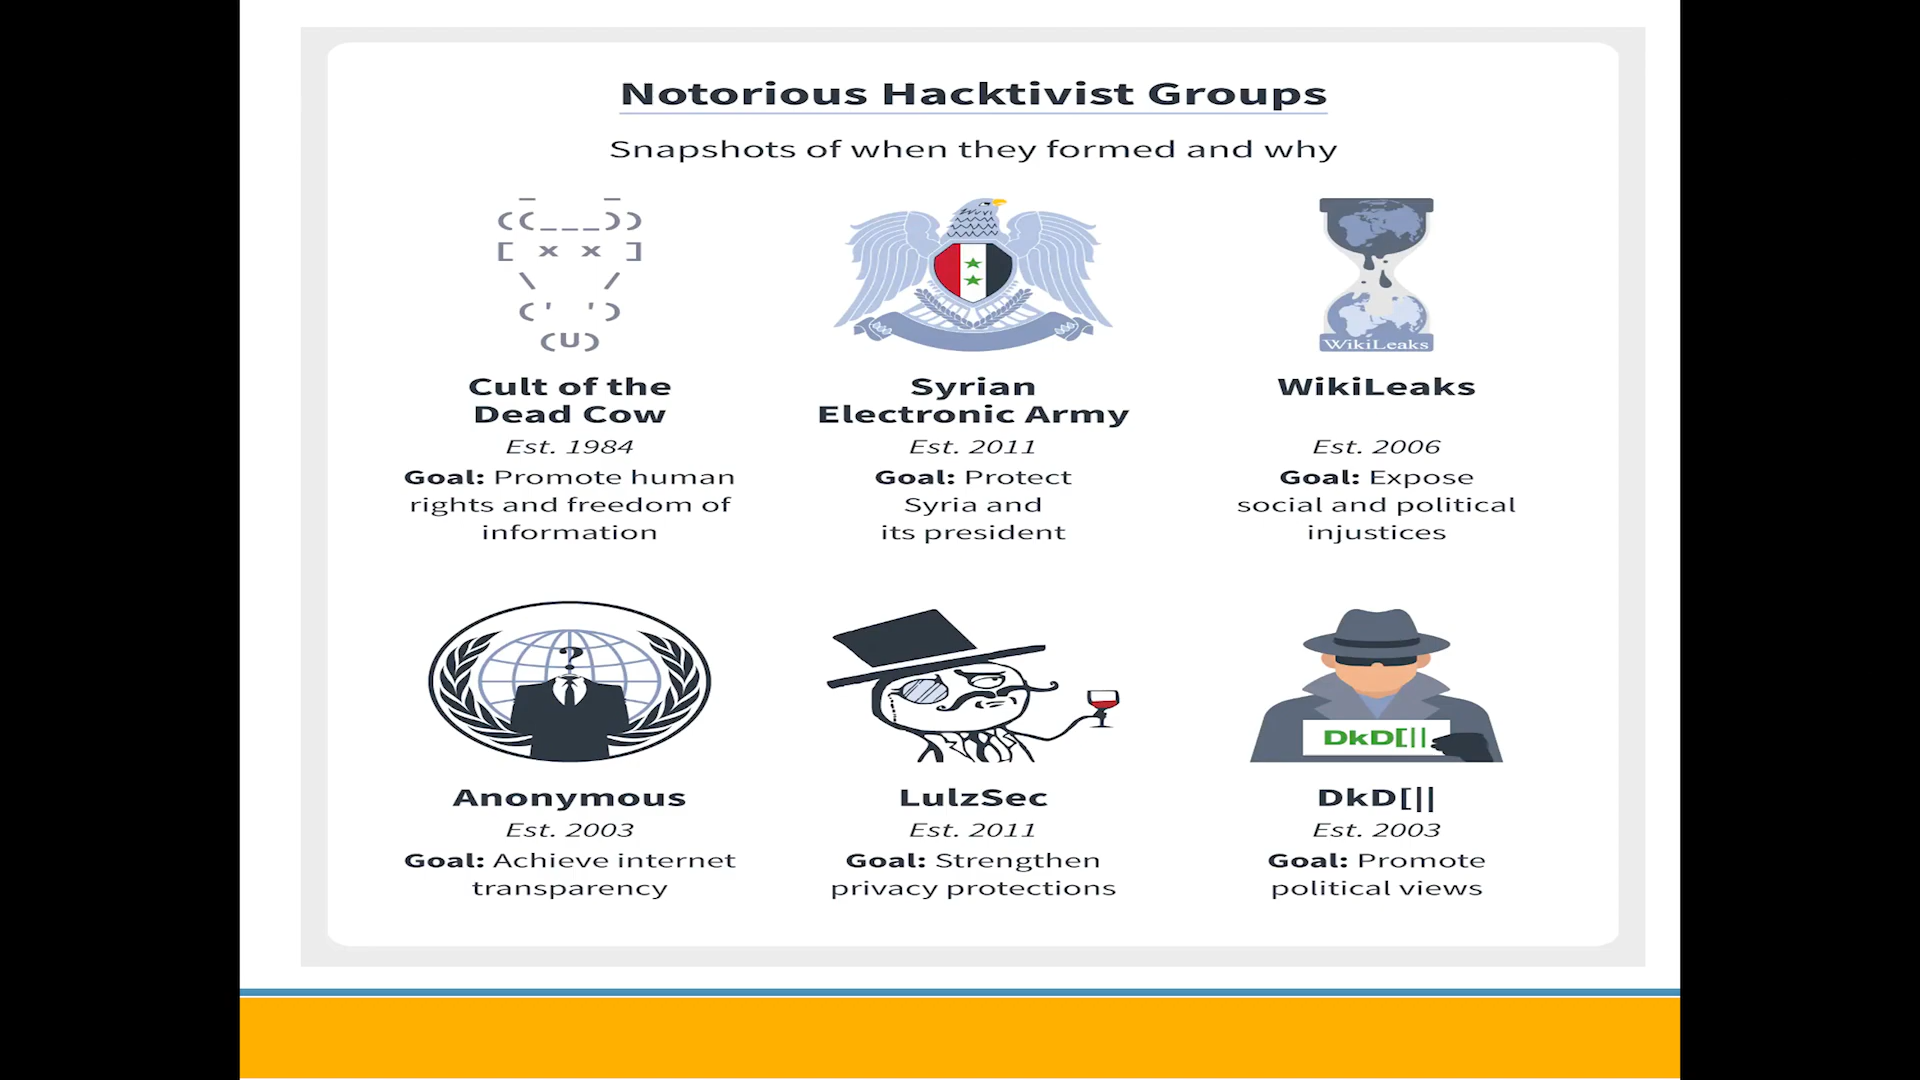 Notorious Hacktivist Groups
Snapshots of when they formed and why
_ _
((___))
[ x x ]
\ /
(' ')
(U)
WikiLeaks
Cult of the
Dead Cow
Est. 1984
Goal: Promote human
rights and freedom of
information
Syrian
Electronic Army
Est. 2011
Goal: Protect
Syria and
its president
WikiLeaks
Est. 2006
Goal: Expose
social and political
injustices
?
DkD[||
Anonymous
Est. 2003
Goal: Achieve internet
transparency
LulzSec
Est. 2011
Goal: Strengthen
privacy protections
DkD[||
Est. 2003
Goal: Promote
political views